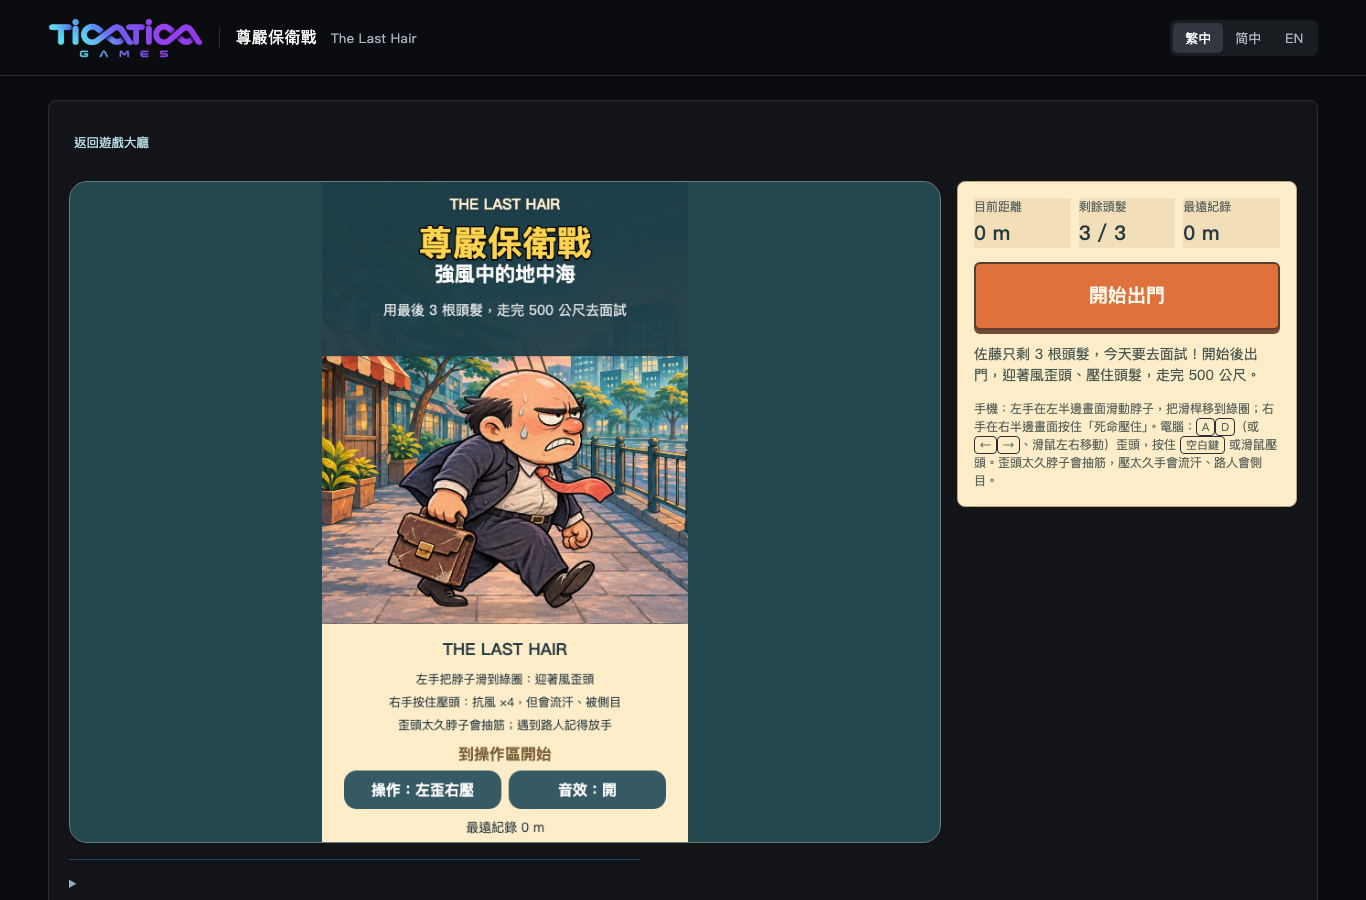 TICATICA
GAMES
尊嚴保衛戰
The Last Hair
繁中
简中
EN
返回遊戲大廳
THE LAST HAIR
尊嚴保衛戰
強風中的地中海
用最後 3 根頭髮，走完 500 公尺去面試
THE LAST HAIR
左手把脖子滑到綠圈：迎著風歪頭
右手按住壓頭：抗風 ×4，但會流汗、被側目
歪頭太久脖子會抽筋；遇到路人記得放手
到操作區開始
操作：左歪右壓
音效：開
最遠紀錄 0 m
目前距離
0 m
剩餘頭髮
3 / 3
最遠紀錄
0 m
開始出門
佐藤只剩 3 根頭髮，今天要去面試！開始後出
門，迎著風歪頭、壓住頭髮，走完 500 公尺。
手機：左手在左半邊畫面滑動脖子，把滑桿移到綠圈；右
手在右半邊畫面按住「死命壓住」。電腦：A D（或
← →、滑鼠左右移動）歪頭，按住 空白鍵 或滑鼠壓
頭。歪頭太久脖子會抽筋，壓太久手會流汗、路人會側
目。